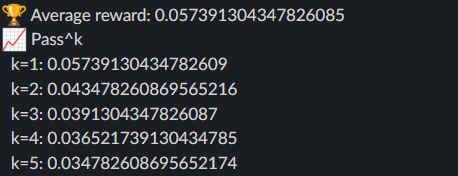 🏆 Average reward: 0.057391304347826085
📈 Pass^k
k=1: 0.05739130434782609
k=2: 0.043478260869565216
k=3: 0.0391304347826087
k=4: 0.036521739130434785
k=5: 0.034782608695652174